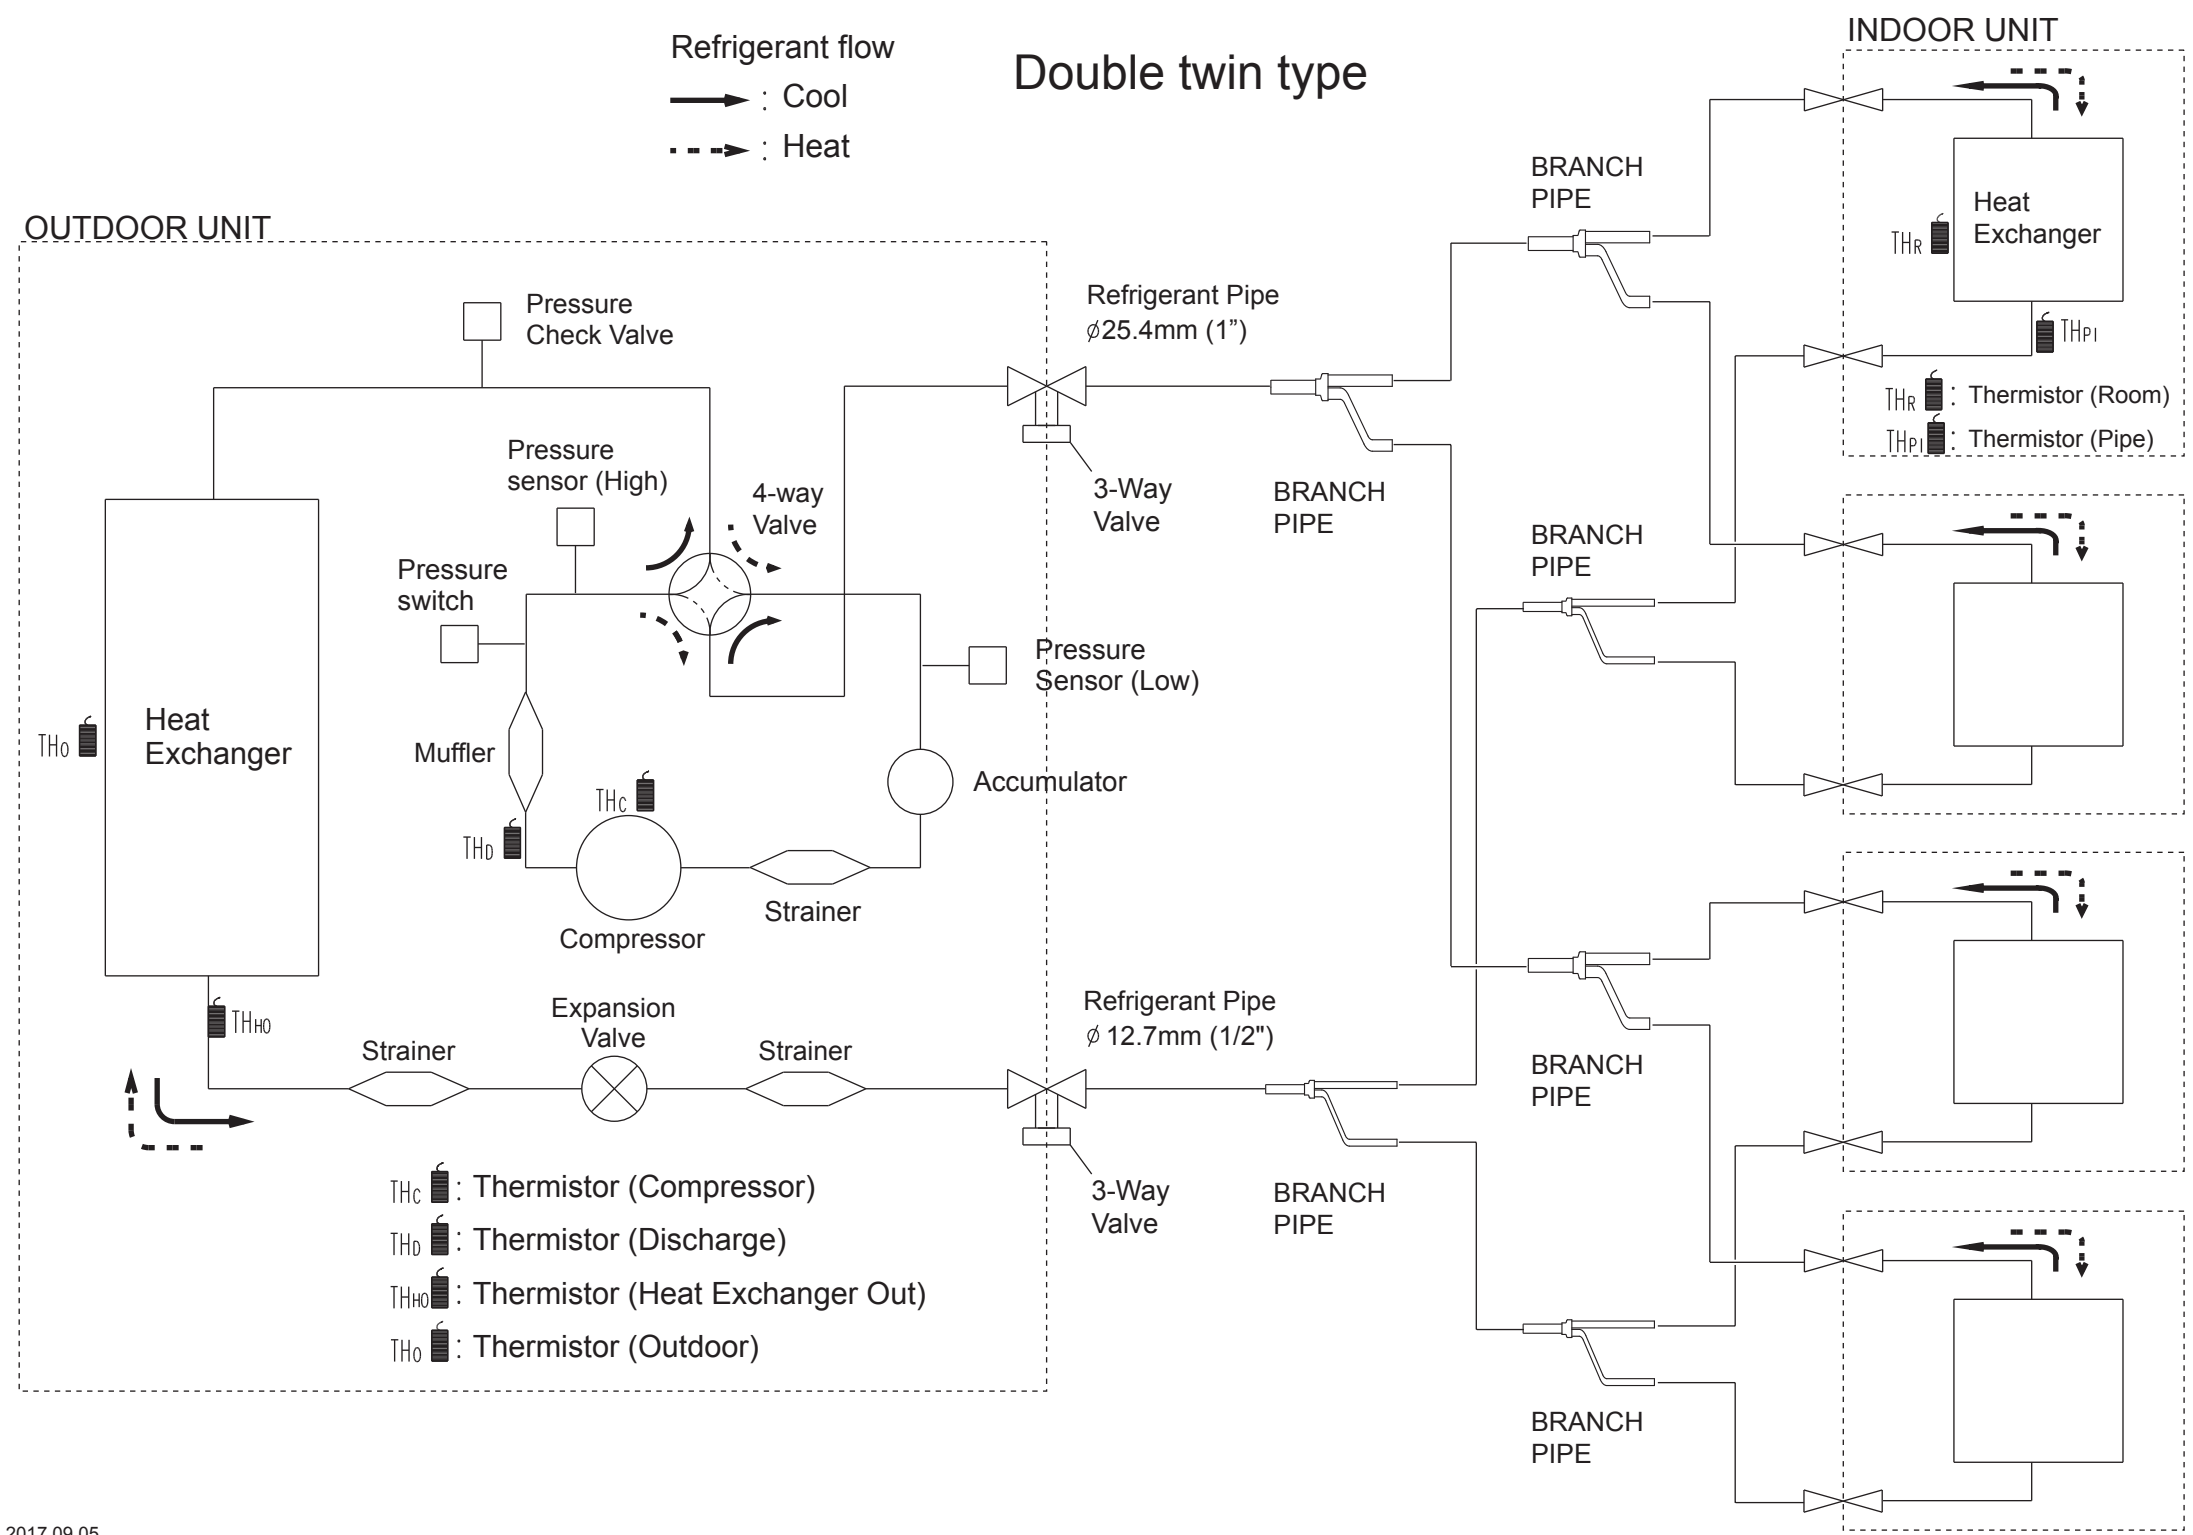 Refrigerant flow
: Cool
: Heat
Double twin type
INDOOR UNIT
Heat
Exchanger
THR
THPI
THR : Thermistor (Room)
THPI : Thermistor (Pipe)
BRANCH
PIPE
OUTDOOR UNIT
Pressure
Check Valve
Refrigerant Pipe
⌀25.4mm (1”)
Pressure
sensor (High)
4-way
Valve
3-Way
Valve
BRANCH
PIPE
BRANCH
PIPE
Pressure
switch
Pressure
Sensor (Low)
THO
Heat
Exchanger
Muffler
THC
Accumulator
THD
Strainer
Compressor
THHO
Strainer
Expansion
Valve
Strainer
Refrigerant Pipe
⌀ 12.7mm (1/2")
BRANCH
PIPE
3-Way
Valve
BRANCH
PIPE
THC : Thermistor (Compressor)
THD : Thermistor (Discharge)
THHO : Thermistor (Heat Exchanger Out)
THO : Thermistor (Outdoor)
BRANCH
PIPE
2017.09.05